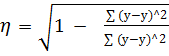 η = √(1 − (∑ (y−y)^2)/(∑ (y−y)^2))